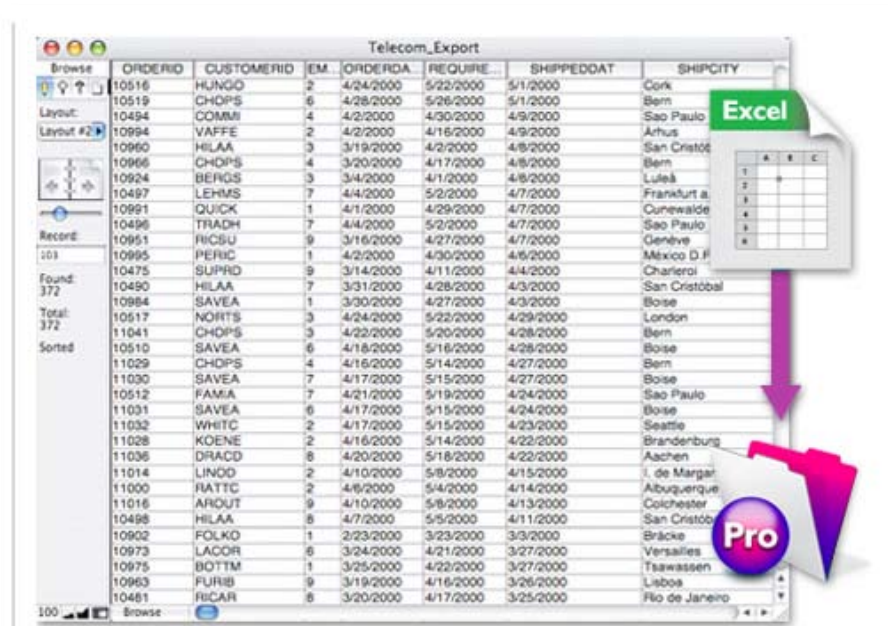 Telecom_Export
Browse ORDERID CUSTOMERID EM... ORDERDA... REQUIRE... SHIPPEDDAT SHIPCITY
10516 HUNGO 2 4/24/2000 5/22/2000 5/1/2000 Cork
10519 CHOPS 6 4/28/2000 5/26/2000 5/1/2000 Bern
Layout: 10494 COMMI 4 4/2/2000 4/30/2000 4/9/2000 Sao Paulo
Layout #2 10994 VAFFE 2 4/2/2000 4/16/2000 4/9/2000 Arhus
10960 HILAA 3 3/19/2000 4/2/2000 4/8/2000 San Cristób
10966 CHOPS 4 3/20/2000 4/17/2000 4/8/2000 Bern
10924 BERGS 3 3/4/2000 4/1/2000 4/8/2000 Luleå
10497 LEHMS 7 4/4/2000 5/2/2000 4/7/2000 Frankfurt a.
10991 QUICK 1 4/1/2000 4/29/2000 4/7/2000 Cunewalde
10496 TRADH 7 4/4/2000 5/2/2000 4/7/2000 Sao Paulo
Record: 10951 RICSU 9 3/16/2000 4/27/2000 4/7/2000 Genève
103 10995 PERIC 1 4/2/2000 4/30/2000 4/6/2000 México D.F
10475 SUPRD 9 3/14/2000 4/11/2000 4/4/2000 Charleroi
Found: 10490 HILAA 7 3/31/2000 4/28/2000 4/3/2000 San Cristóbal
372 10984 SAVEA 1 3/30/2000 4/27/2000 4/3/2000 Boise
Total: 10517 NORTS 3 4/24/2000 5/22/2000 4/29/2000 London
372 11041 CHOPS 3 4/22/2000 5/20/2000 4/28/2000 Bern
Sorted 10510 SAVEA 6 4/18/2000 5/16/2000 4/28/2000 Boise
11029 CHOPS 4 4/16/2000 5/14/2000 4/27/2000 Bern
11030 SAVEA 7 4/17/2000 5/15/2000 4/27/2000 Boise
10512 FAMIA 7 4/21/2000 5/19/2000 4/24/2000 Sao Paulo
11031 SAVEA 6 4/17/2000 5/15/2000 4/24/2000 Boise
11032 WHITC 2 4/17/2000 5/15/2000 4/23/2000 Seattle
11028 KOENE 2 4/16/2000 5/14/2000 4/22/2000 Brandenburg
11036 DRACD 8 4/20/2000 5/18/2000 4/22/2000 Aachen
11014 LINOD 2 4/10/2000 5/8/2000 4/15/2000 I. de Margar
11000 RATTC 2 4/6/2000 5/4/2000 4/14/2000 Albuquerque
11016 AROUT 9 4/10/2000 5/8/2000 4/13/2000 Colchester
10498 HILAA 8 4/7/2000 5/5/2000 4/11/2000 San Cristób
10902 FOLKO 1 2/23/2000 3/23/2000 3/3/2000 Bräcke
10973 LACOR 6 3/24/2000 4/21/2000 3/27/2000 Versailles
10975 BOTTM 1 3/25/2000 4/22/2000 3/27/2000 Tsawassen
10963 FURIB 9 3/19/2000 4/16/2000 3/26/2000 Lisboa
10481 RICAR 8 3/20/2000 4/17/2000 3/25/2000 Rio de Janeiro
100 Browse
Excel
A B C
1
2
3
4
5
6
Pro